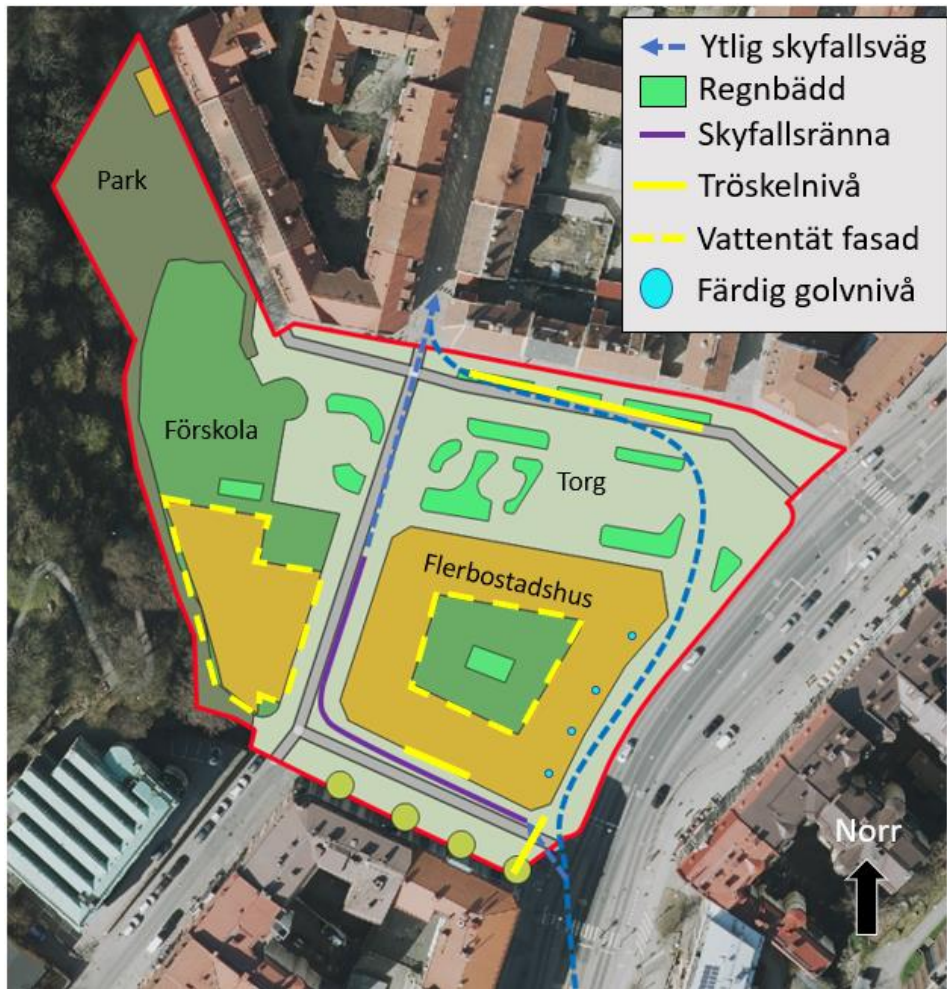 Ytlig skyfallsväg
Regnbädd
Skyfallsränna
Tröskelnivå
Vattentät fasad
Färdig golvnivå
Park
Förskola
Torg
Flerbostadshus
Norr